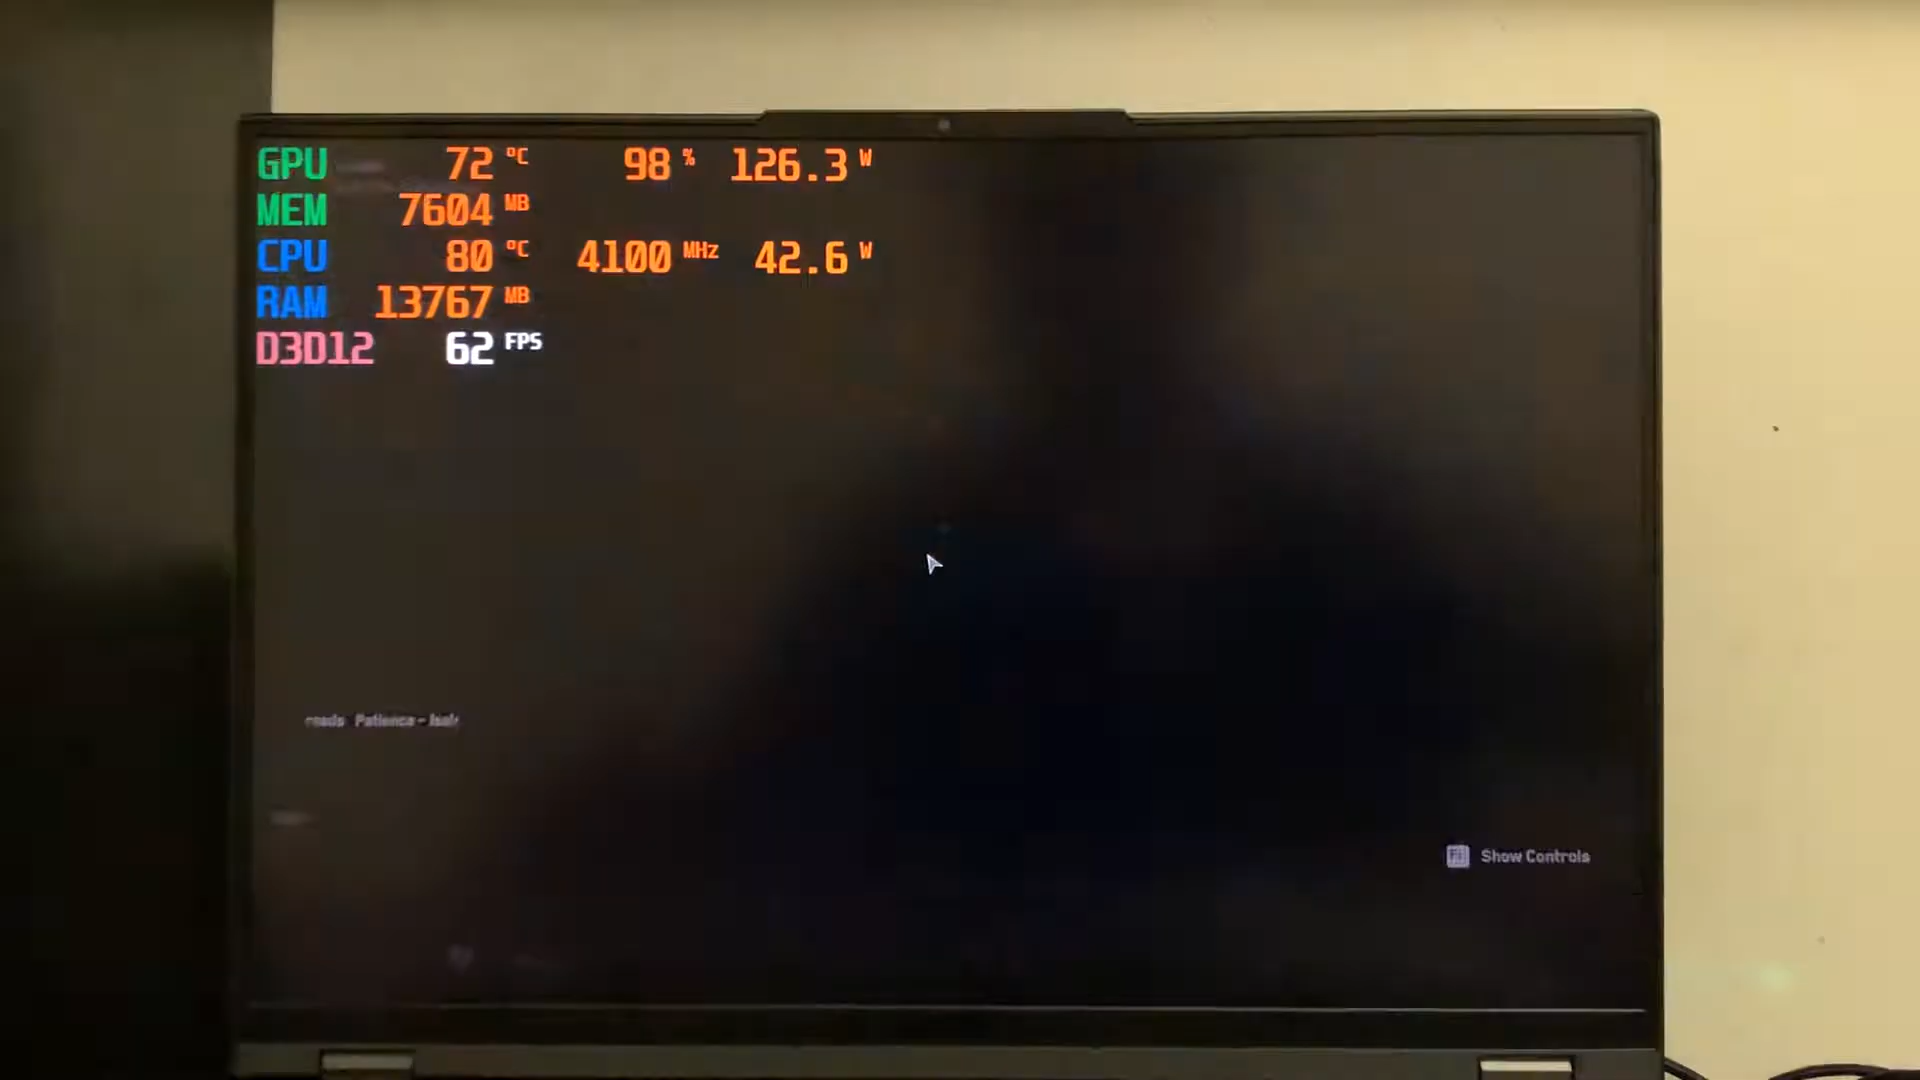 GPU 72 °C 98 % 126.3 W
MEM 7604 MB
CPU 80 °C 4100 MHz 42.6 W
RAM 13767 MB
D3D12 62 FPS
Patience -
Show Controls